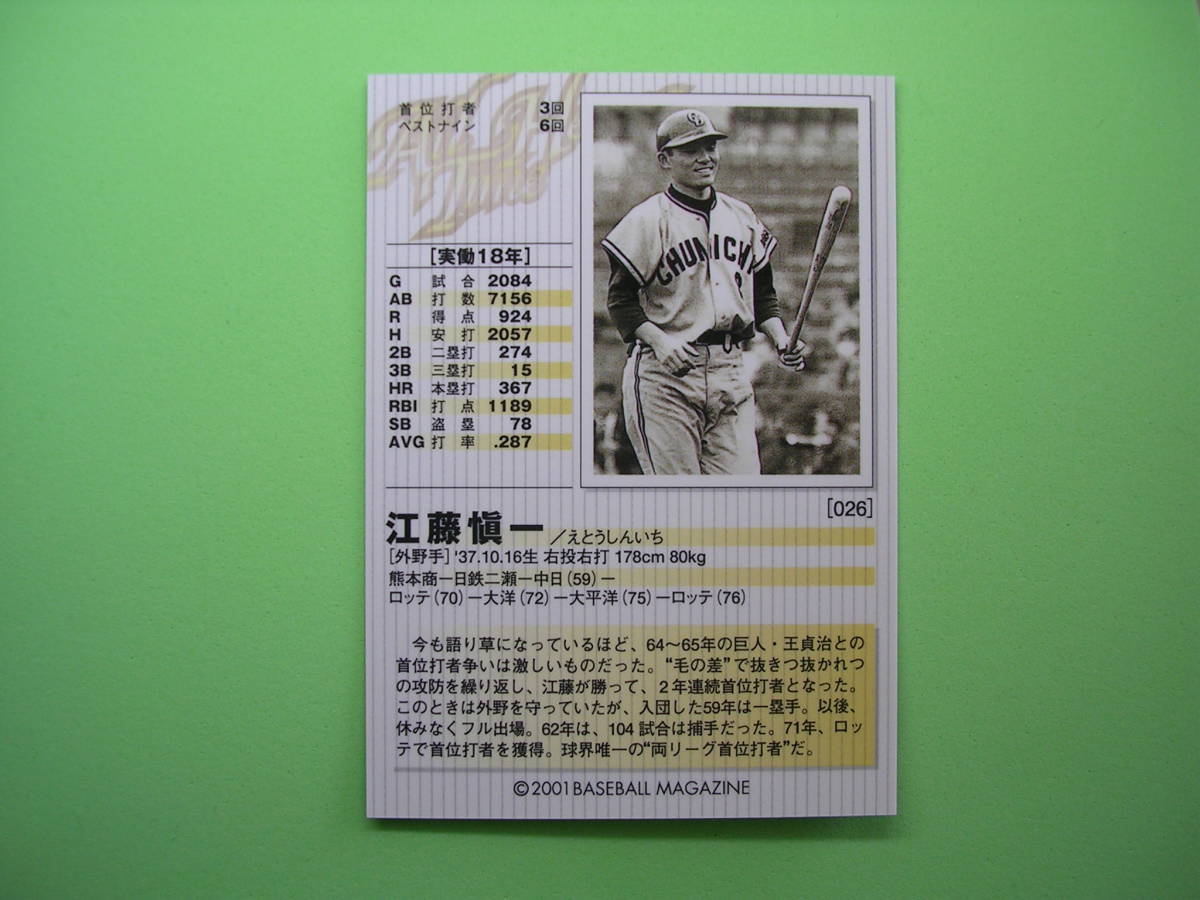 首位打者 3回
ベストナイン 6回
CHUNICHI
[実働18年]
G 試合 2084
AB 打数 7156
R 得点 924
H 安打 2057
2B 二塁打 274
3B 三塁打 15
HR 本塁打 367
RBI 打点 1189
SB 盗塁 78
AVG 打率 .287
[026]
江藤愼一/えとうしんいち
[外野手] '37.10.16生 右投右打 178cm 80kg
熊本商ー日鉄二瀬ー中日(59)ー
ロッテ(70)ー大洋(72)ー太平洋(75)ーロッテ(76)
今も語り草になっているほど、64〜65年の巨人・王貞治との
首位打者争いは激しいものだった。“毛の差”で抜きつ抜かれつ
の攻防を繰り返し、江藤が勝って、2年連続首位打者となった。
このときは外野を守っていたが、入団した59年は一塁手。以後、
休みなくフル出場。62年は、104試合は捕手だった。71年、ロッ
テで首位打者を獲得。球界唯一の“両リーグ首位打者”だ。
©2001 BASEBALL MAGAZINE